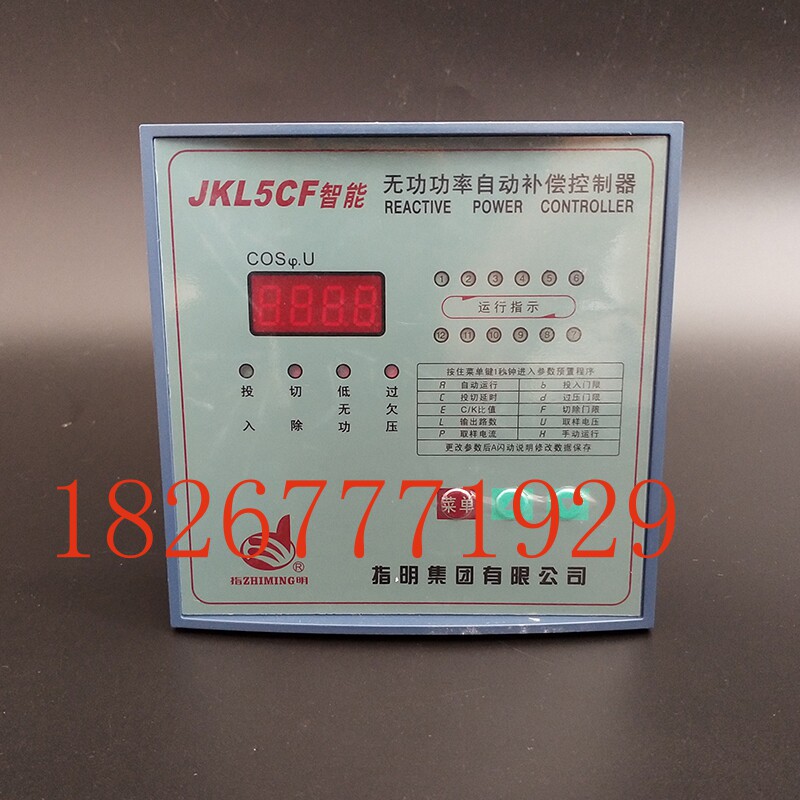 JKL5CF智能
无功功率自动补偿控制器
REACTIVE POWER CONTROLLER
COSφ.U
1 2 3 4 5 6
运行指示
12 11 10 9 8 7
投入 切除 低无功 过欠压
按住菜单键1秒钟进入参数预置程序
A 自动运行 b 投入门限
C 投切延时 d 过压门限
E C/K比值 F 切除门限
L 输出路数 U 取样电压
P 取样电流 H 手动运行
更改参数后A闪动说明修改数据保存
菜单
18267771929
指ZHIMING明®
指明集团有限公司